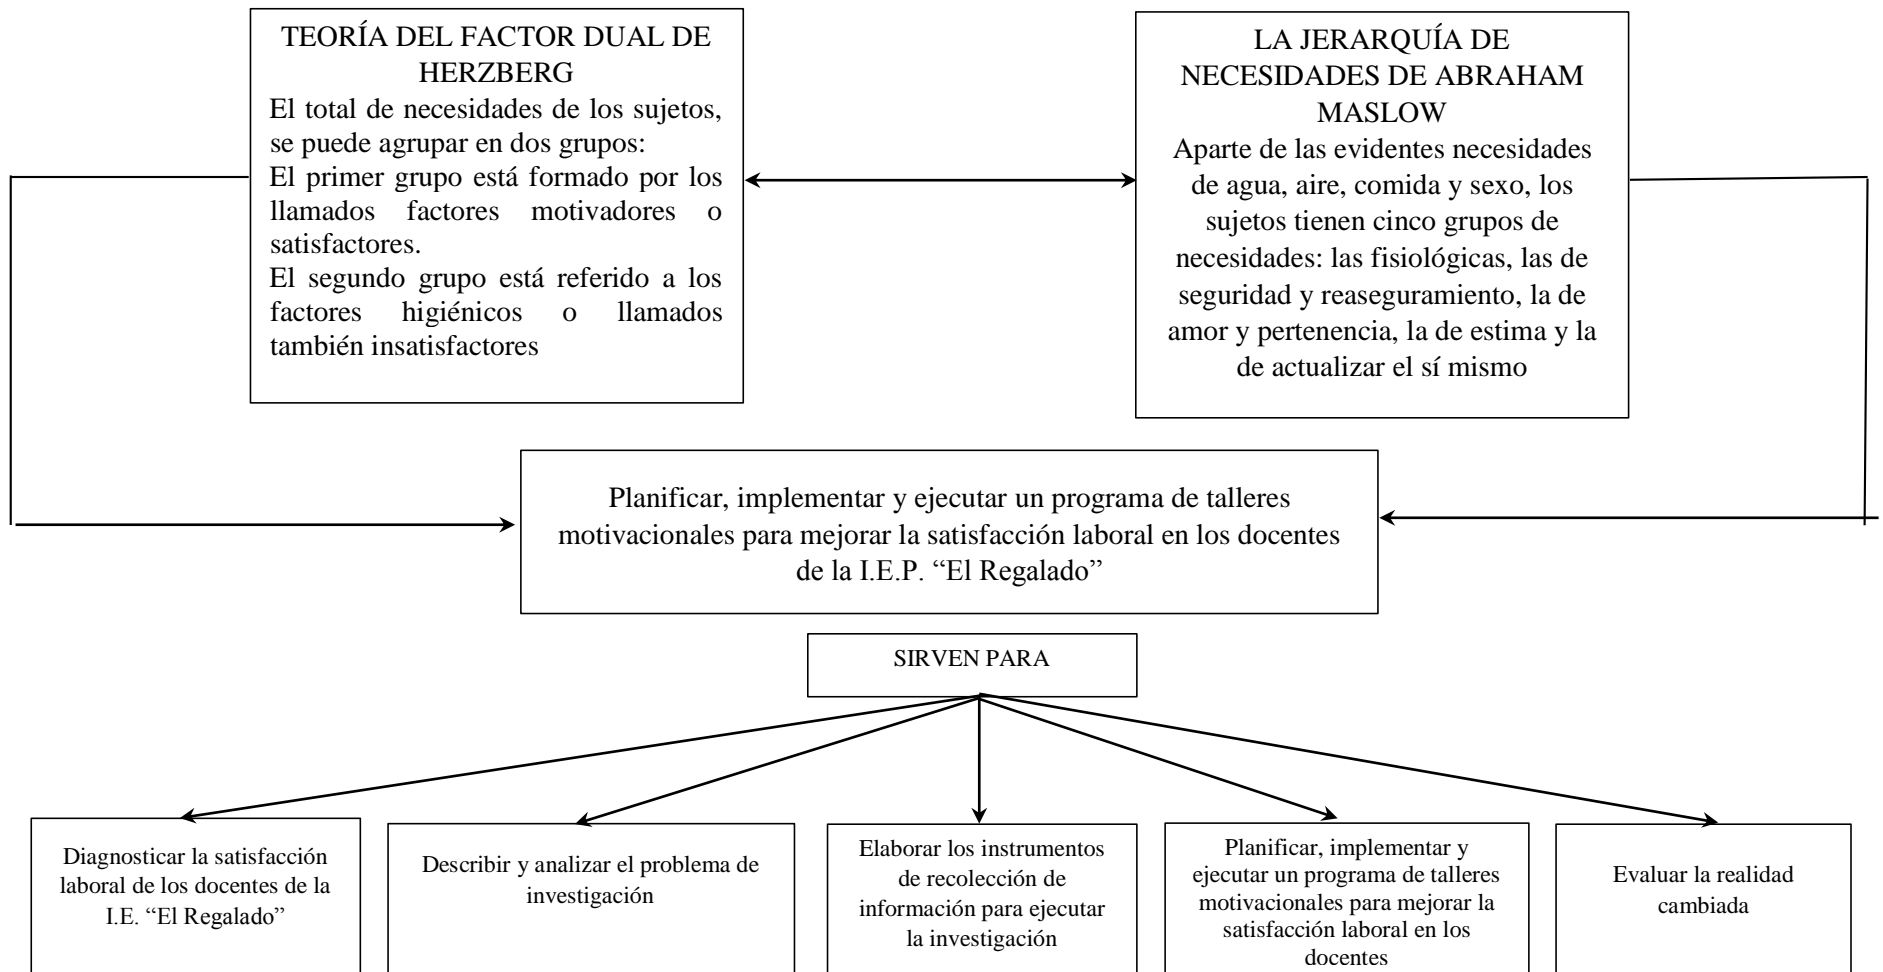 TEORÍA DEL FACTOR DUAL DE
HERZBERG
El total de necesidades de los sujetos,
se puede agrupar en dos grupos:
El primer grupo está formado por los
llamados factores motivadores o
satisfactores.
El segundo grupo está referido a los
factores higiénicos o llamados
también insatisfactores
LA JERARQUÍA DE
NECESIDADES DE ABRAHAM
MASLOW
Aparte de las evidentes necesidades
de agua, aire, comida y sexo, los
sujetos tienen cinco grupos de
necesidades: las fisiológicas, las de
seguridad y reaseguramiento, la de
amor y pertenencia, la de estima y la
de actualizar el sí mismo
Planificar, implementar y ejecutar un programa de talleres
motivacionales para mejorar la satisfacción laboral en los docentes
de la I.E.P. “El Regalado”
SIRVEN PARA
Diagnosticar la satisfacción
laboral de los docentes de la
I.E. “El Regalado”
Describir y analizar el problema de
investigación
Elaborar los instrumentos
de recolección de
información para ejecutar
la investigación
Planificar, implementar y
ejecutar un programa de talleres
motivacionales para mejorar la
satisfacción laboral en los
docentes
Evaluar la realidad
cambiada